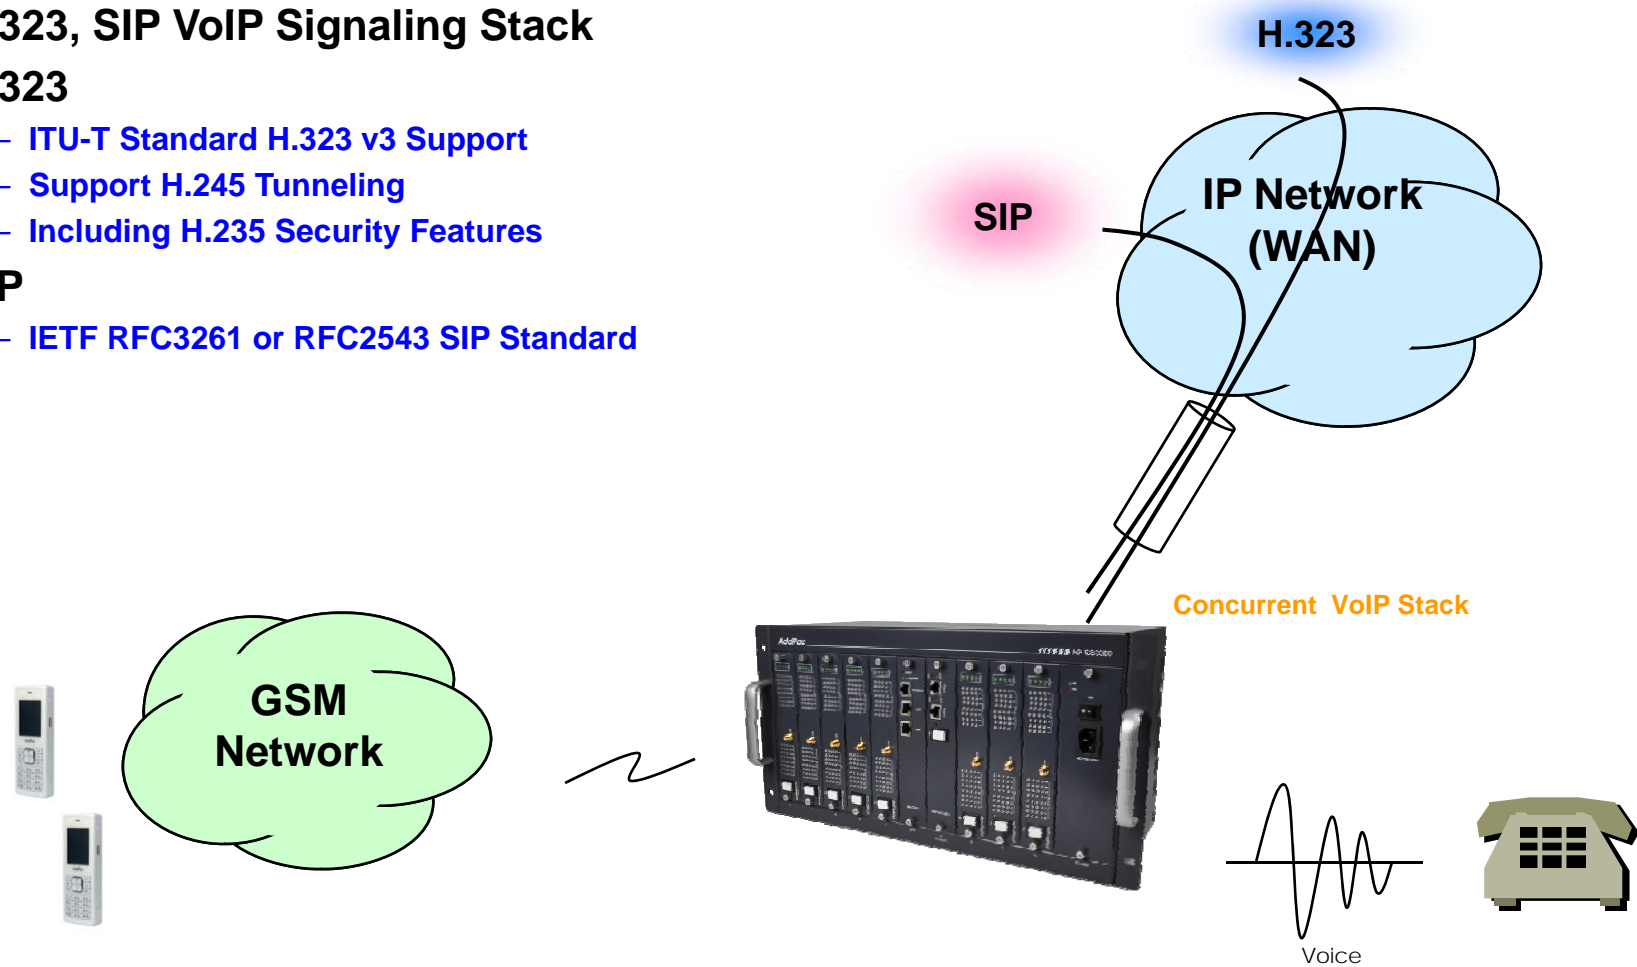 323, SIP VoIP Signaling Stack
323
– ITU-T Standard H.323 v3 Support
– Support H.245 Tunneling
– Including H.235 Security Features
P
– IETF RFC3261 or RFC2543 SIP Standard
H.323
SIP
IP Network
(WAN)
Concurrent VoIP Stack
GSM
Network
AddPac
Voice